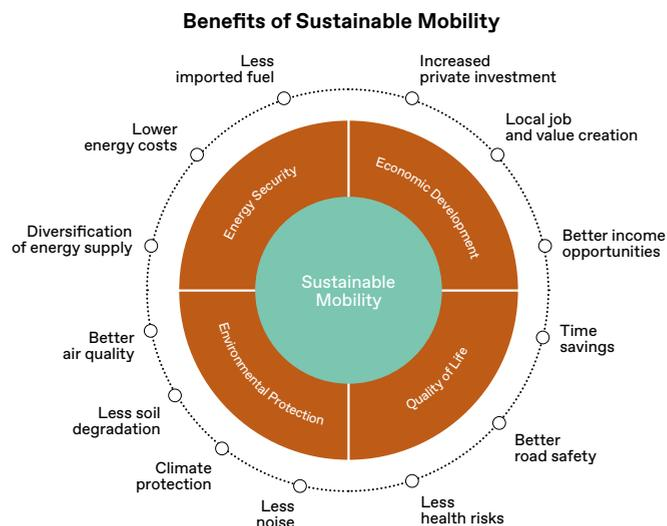 Benefits of Sustainable Mobility
Less
imported fuel
Increased
private investment
Lower
energy costs
Local job
and value creation
Energy Security
Economic Development
Diversification
of energy supply
Better income
opportunities
Sustainable
Mobility
Better
air quality
Time
savings
Environmental Protection
Quality of Life
Less soil
degradation
Better
road safety
Climate
protection
Less
noise
Less
health risks